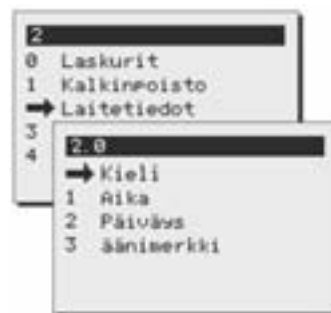 2
0 Laskurit
1 Kalkinpoisto
➡ Laitetiedot
3
4
2.0
➡ Kieli
1 Aika
2 Päiväys
3 äänimerkki